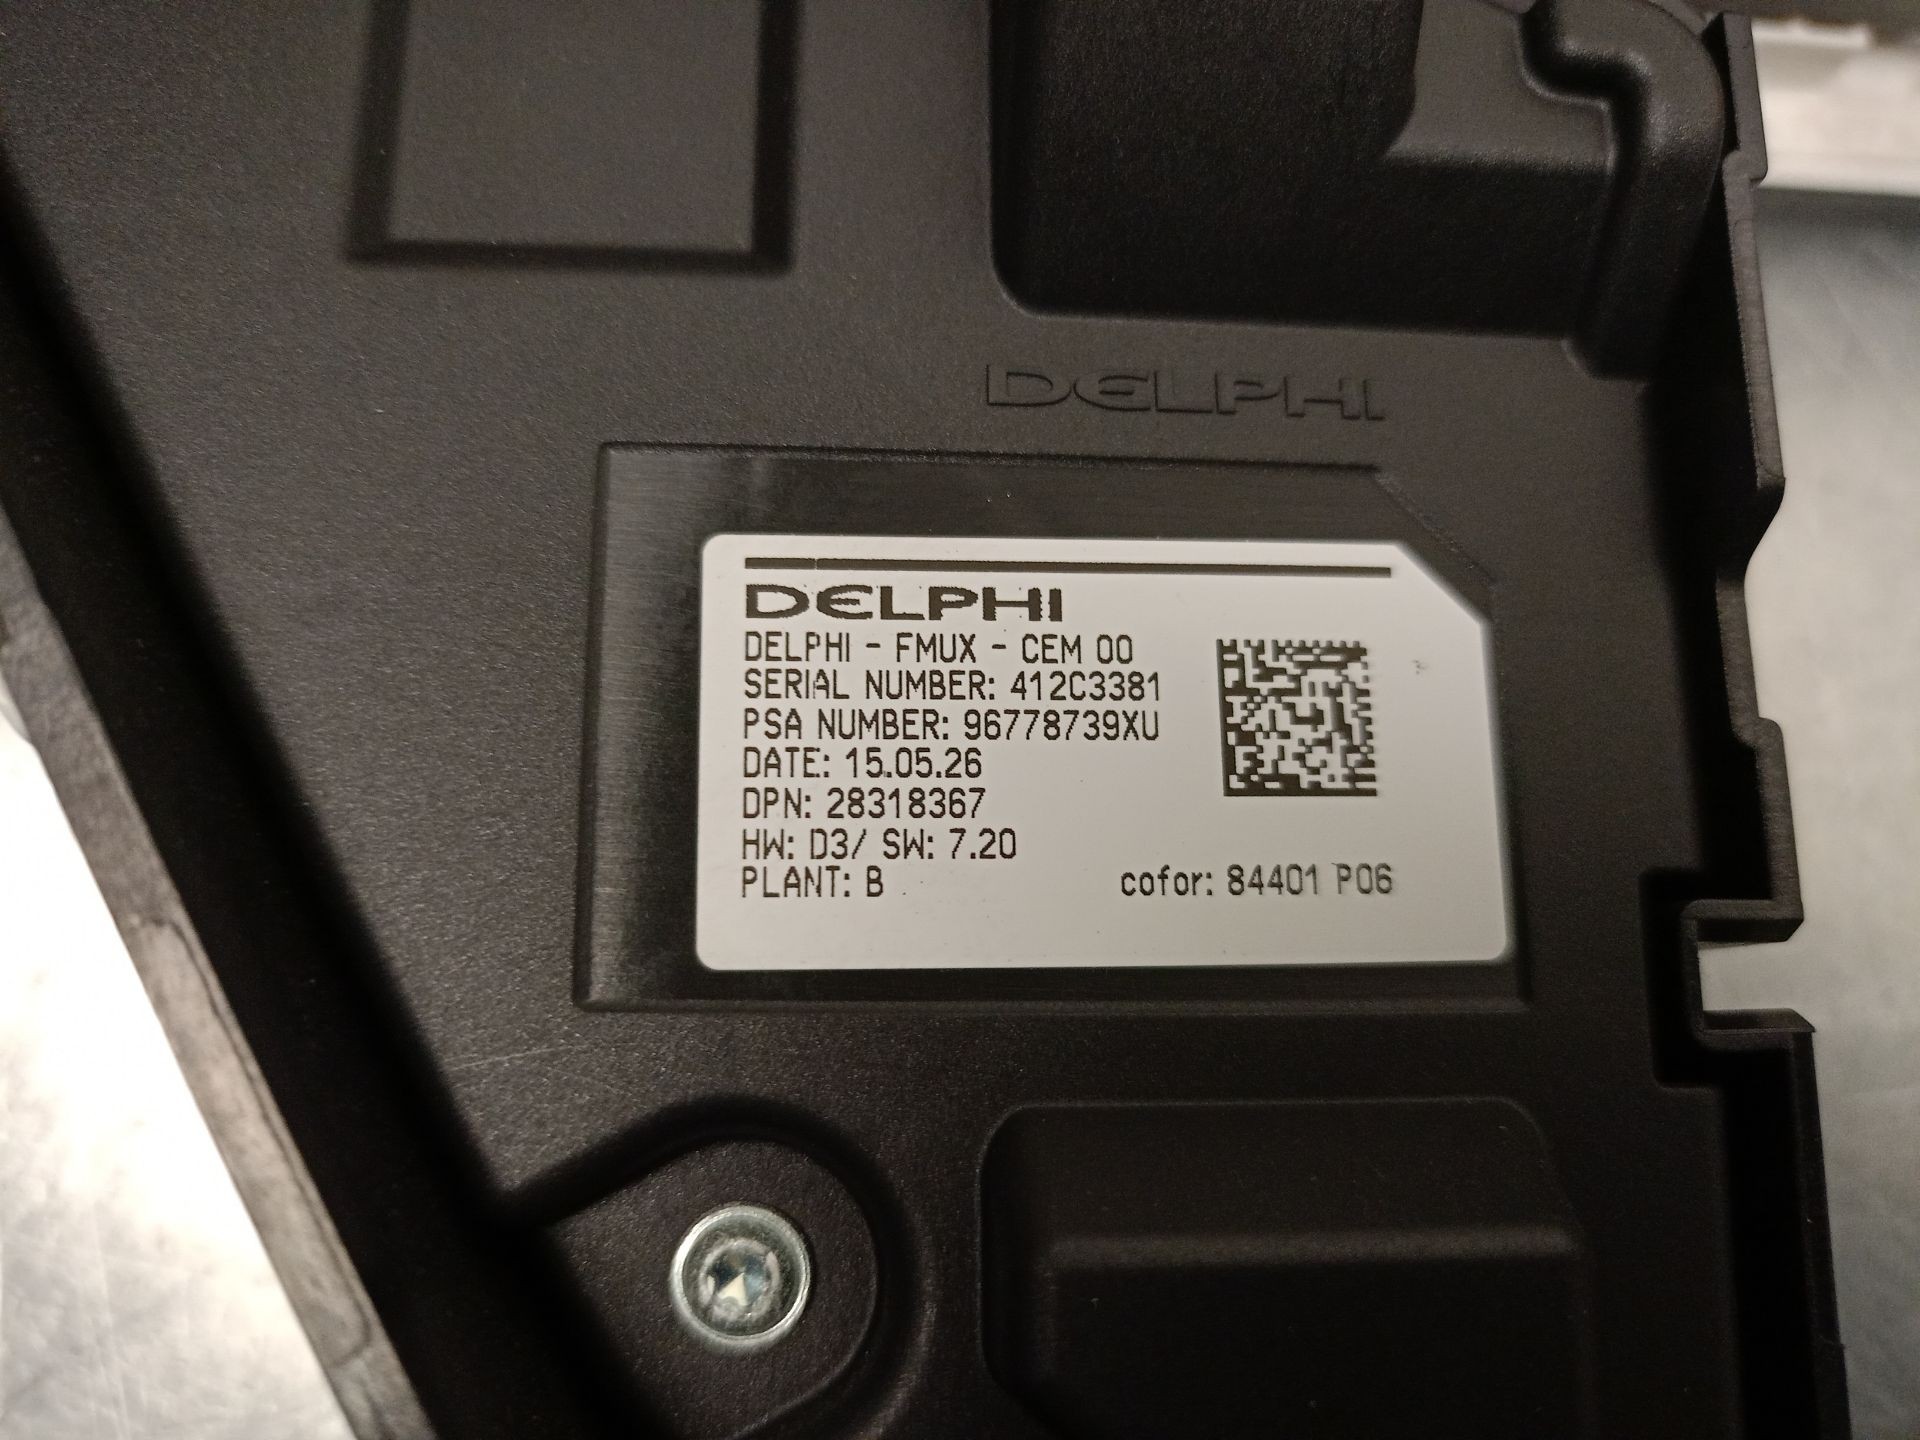 DELPHI
DELPHI
DELPHI - FMUX - CEM 00
SERIAL NUMBER: 412C3381
PSA NUMBER: 96778739XU
DATE: 15.05.26
DPN: 28318367
HW: D3/ SW: 7.20
PLANT: B
cofor: 84401 P06